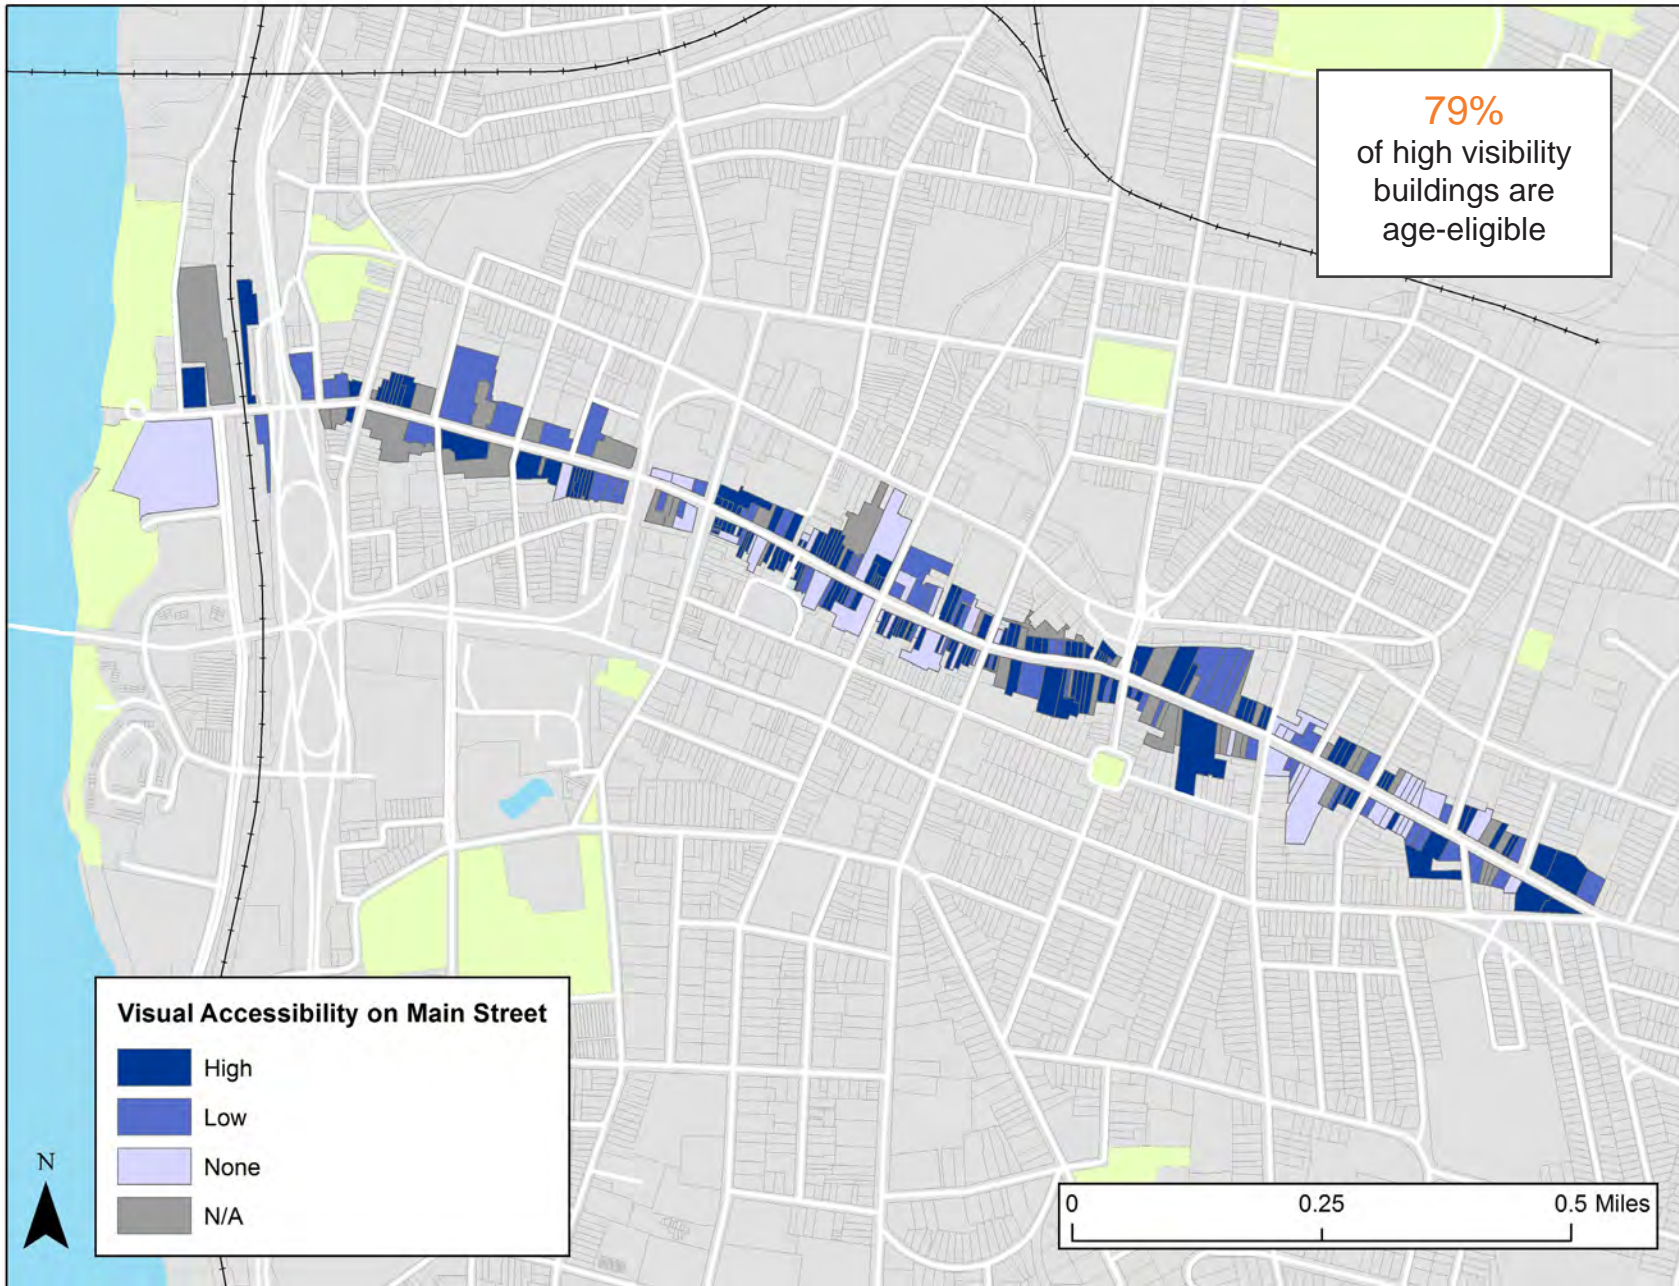 79%
of high visibility
buildings are
age-eligible
Visual Accessibility on Main Street
High
Low
None
N/A
N
0 0.25 0.5 Miles